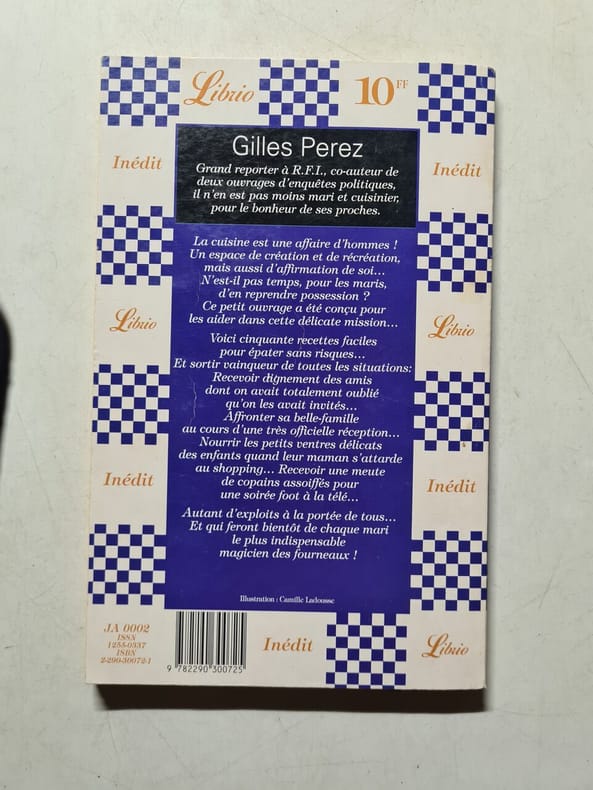 Librio
10 FF
Gilles Perez
Grand reporter à R.F.I., co-auteur de
deux ouvrages d'enquêtes politiques,
il n'en est pas moins mari et cuisinier,
pour le bonheur de ses proches.
Inédit
Inédit
La cuisine est une affaire d'hommes !
Un espace de création et de récréation,
mais aussi d'affirmation de soi...
N'est-il pas temps, pour les maris,
d'en reprendre possession ?
Ce petit ouvrage a été conçu pour
les aider dans cette délicate mission...
Librio
Librio
Voici cinquante recettes faciles
pour épater sans risques...
Et sortir vainqueur de toutes les situations:
Recevoir dignement des amis
dont on avait totalement oublié
qu'on les avait invités...
Affronter sa belle-famille
au cours d'une très officielle réception...
Nourrir les petits ventres délicats
des enfants quand leur maman s'attarde
au shopping... Recevoir une meute
de copains assoiffés pour
une soirée foot à la télé...
Inédit
Inédit
Autant d'exploits à la portée de tous...
Et qui feront bientôt de chaque mari
le plus indispensable
magicien des fourneaux !
Illustration : Camille Ladousse
JA 0002
ISSN
1255-0337
ISBN
2-290-30072-1
9 782290 300725
Inédit
Librio